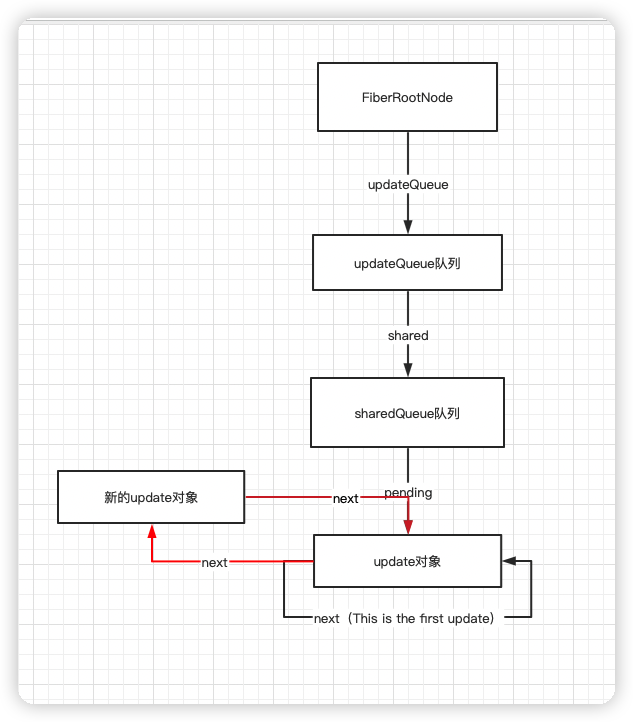 FiberRootNode
updateQueue
updateQueue队列
shared
sharedQueue队列
pending
新的update对象
next
update对象
next
next（This is the first update）